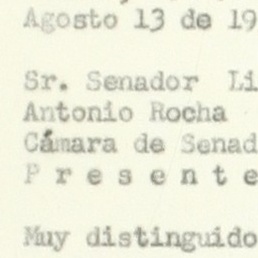 Agosto 13 de 19
Sr. Senador Li
Antonio Rocha
Cámara de Senad
P r e s e n t e
Muy distinguido